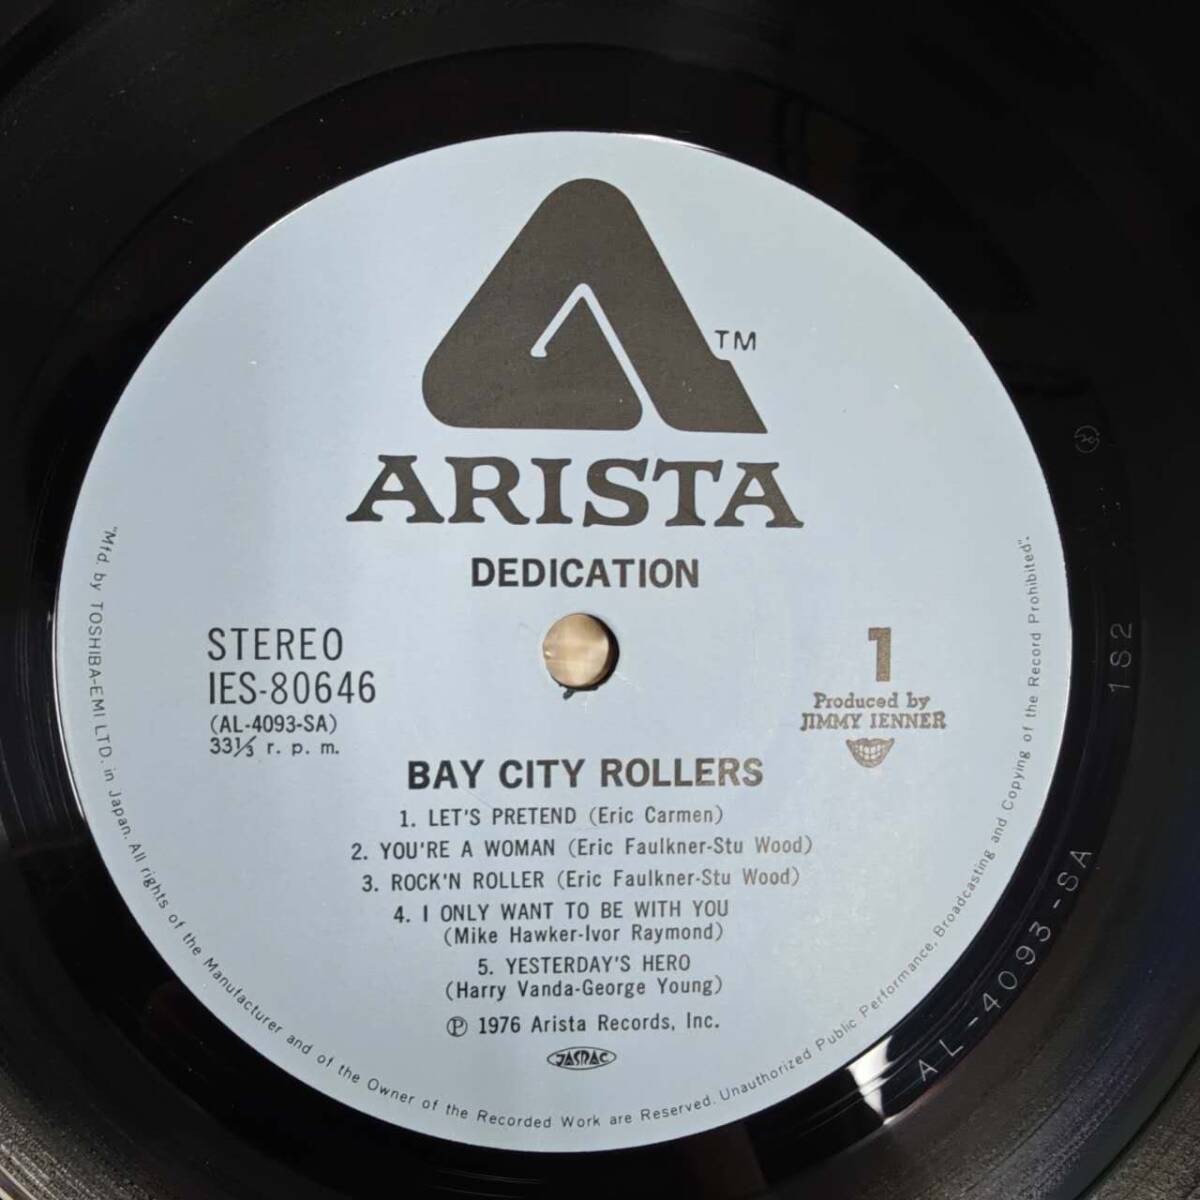 TM
ARISTA
DEDICATION
STEREO
IES-80646
(AL-4093-SA)
33⅓ r. p. m.
1
Produced by
JIMMY IENNER
BAY CITY ROLLERS
1. LET'S PRETEND (Eric Carmen)
2. YOU'RE A WOMAN (Eric Faulkner-Stu Wood)
3. ROCK'N ROLLER (Eric Faulkner-Stu Wood)
4. I ONLY WANT TO BE WITH YOU
(Mike Hawker-Ivor Raymond)
5. YESTERDAY'S HERO
(Harry Vanda-George Young)
Ⓟ 1976 Arista Records, Inc.
JASRAC
"Mfd. by TOSHIBA-EMI LTD. in Japan. All rights of the Manufacturer and of the Owner of the Recorded Work are Reserved. Unauthorized Public Performance, Broadcasting and Copying of the Record Prohibited".
AL-4093-SA 1S2